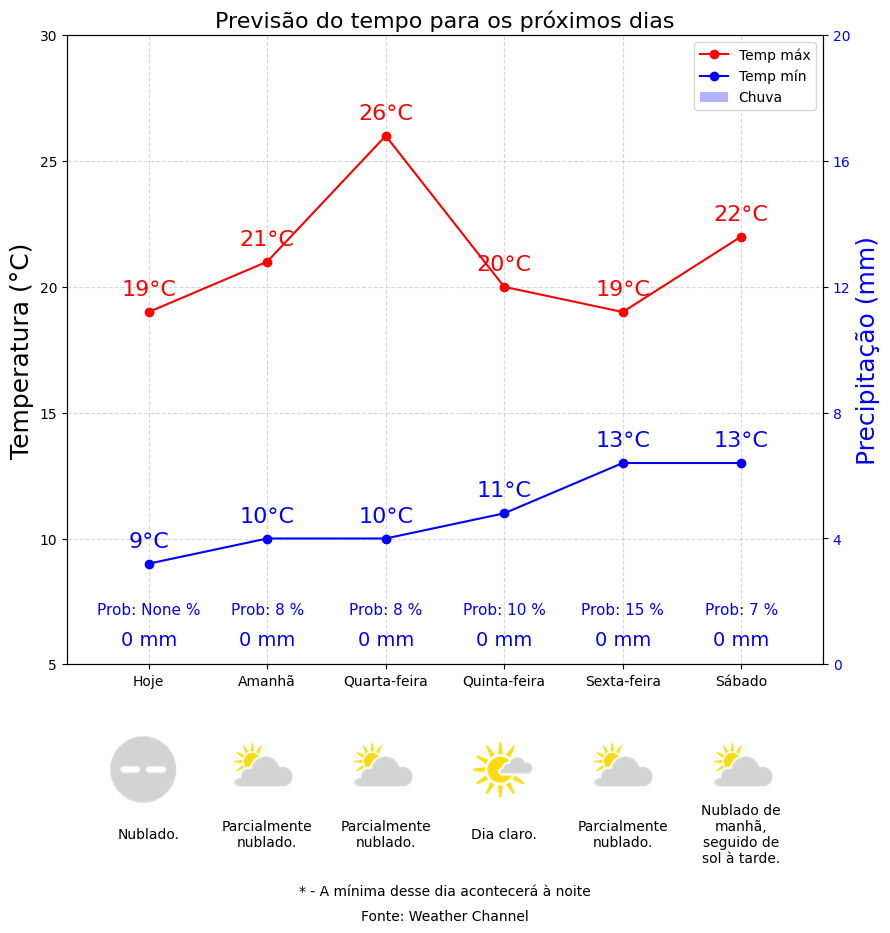 Previsão do tempo para os próximos dias
Temp máx
Temp mín
Chuva
Temperatura (°C)
30
25
20
15
10
5
Precipitação (mm)
20
16
12
8
4
0
19°C
21°C
26°C
20°C
19°C
22°C
9°C
10°C
10°C
11°C
13°C
13°C
Prob: None %
Prob: 8 %
Prob: 8 %
Prob: 10 %
Prob: 15 %
Prob: 7 %
0 mm
0 mm
0 mm
0 mm
0 mm
0 mm
Hoje
Amanhã
Quarta-feira
Quinta-feira
Sexta-feira
Sábado
Nublado.
Parcialmente
nublado.
Parcialmente
nublado.
Dia claro.
Parcialmente
nublado.
Nublado de
manhã,
seguido de
sol à tarde.
* - A mínima desse dia acontecerá à noite
Fonte: Weather Channel